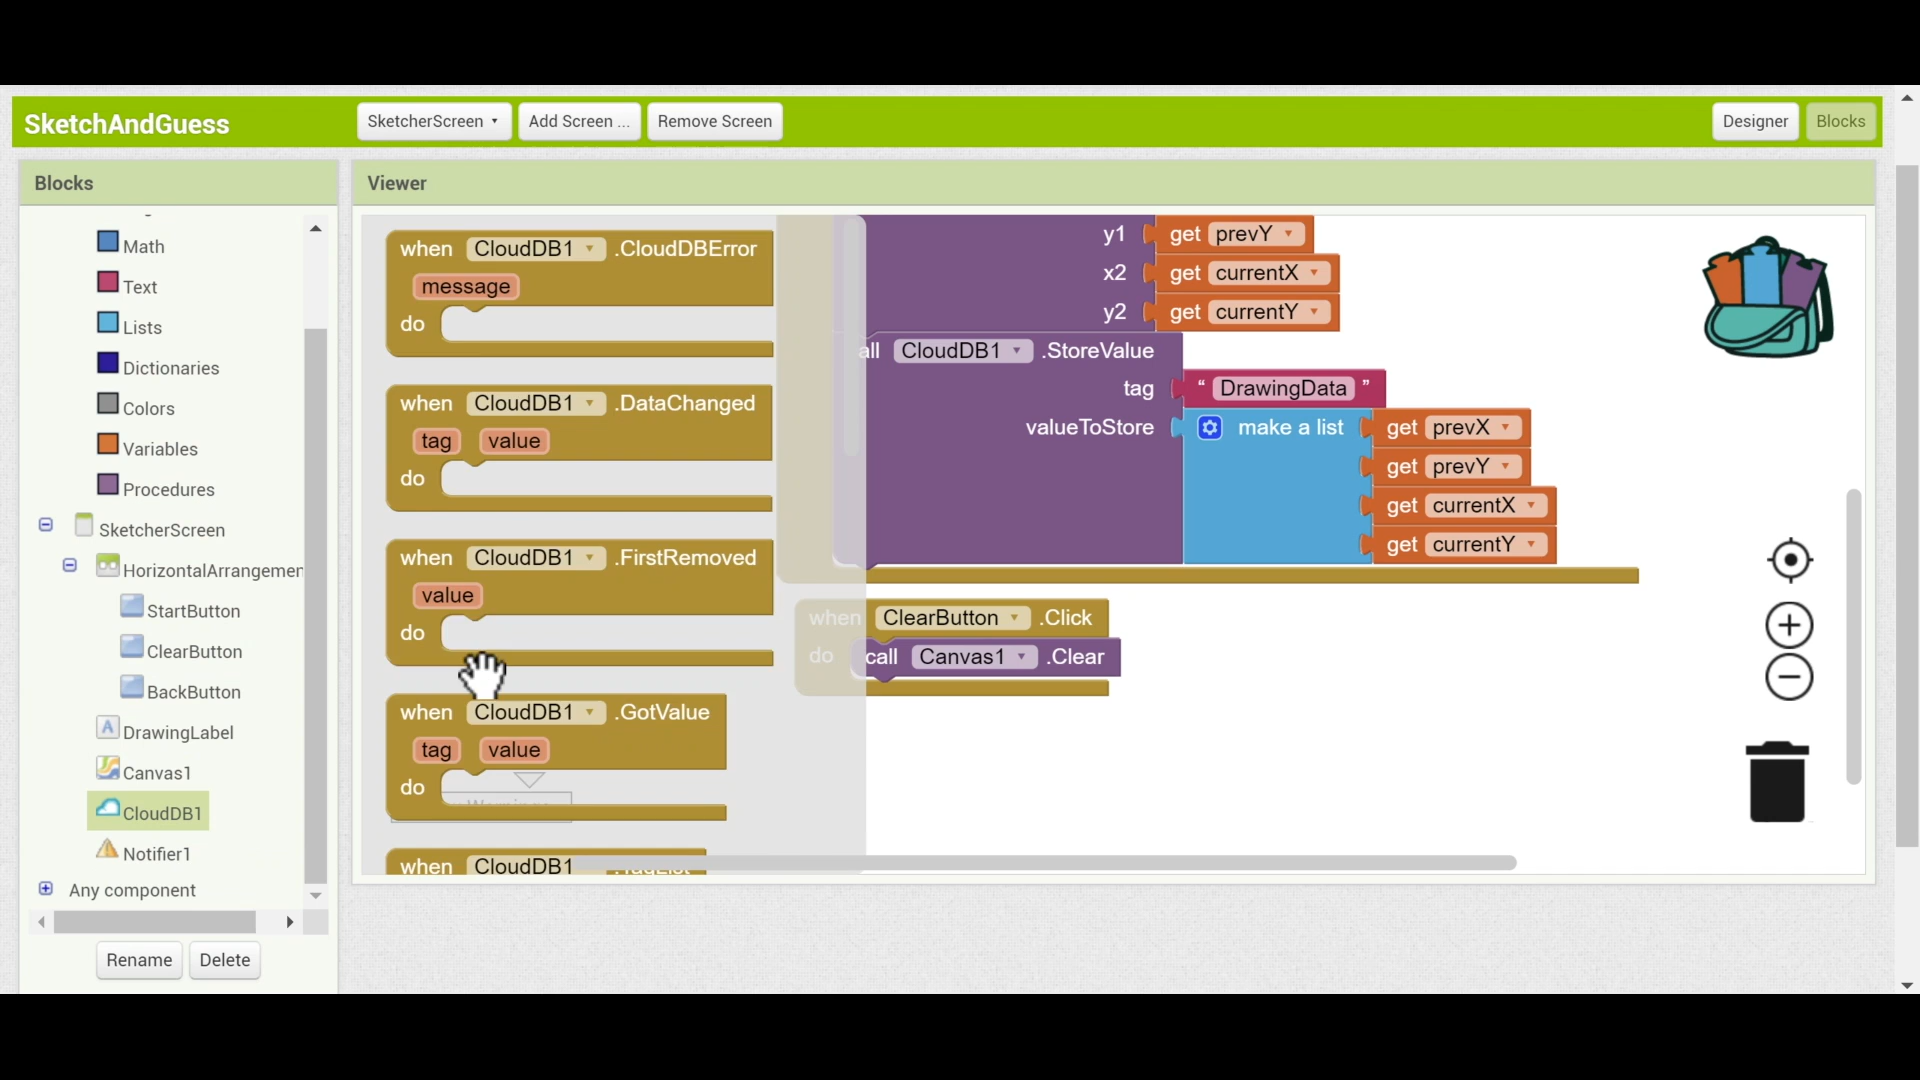 SketchAndGuess
SketcherScreen
Add Screen ...
Remove Screen
Designer
Blocks
Blocks
Viewer
Math
Text
Lists
Dictionaries
Colors
Variables
Procedures
SketcherScreen
HorizontalArrangemen
StartButton
ClearButton
BackButton
DrawingLabel
Canvas1
CloudDB1
Notifier1
Any component
Rename
Delete
when CloudDB1 .CloudDBError
message
do
when CloudDB1 .DataChanged
tag value
do
when CloudDB1 .FirstRemoved
value
do
when CloudDB1 .GotValue
tag value
do
when CloudDB1 .TagList
y1 get prevY
x2 get currentX
y2 get currentY
all CloudDB1 .StoreValue
tag “ DrawingData ”
valueToStore make a list get prevX
get prevY
get currentX
get currentY
when ClearButton .Click
do call Canvas1 .Clear